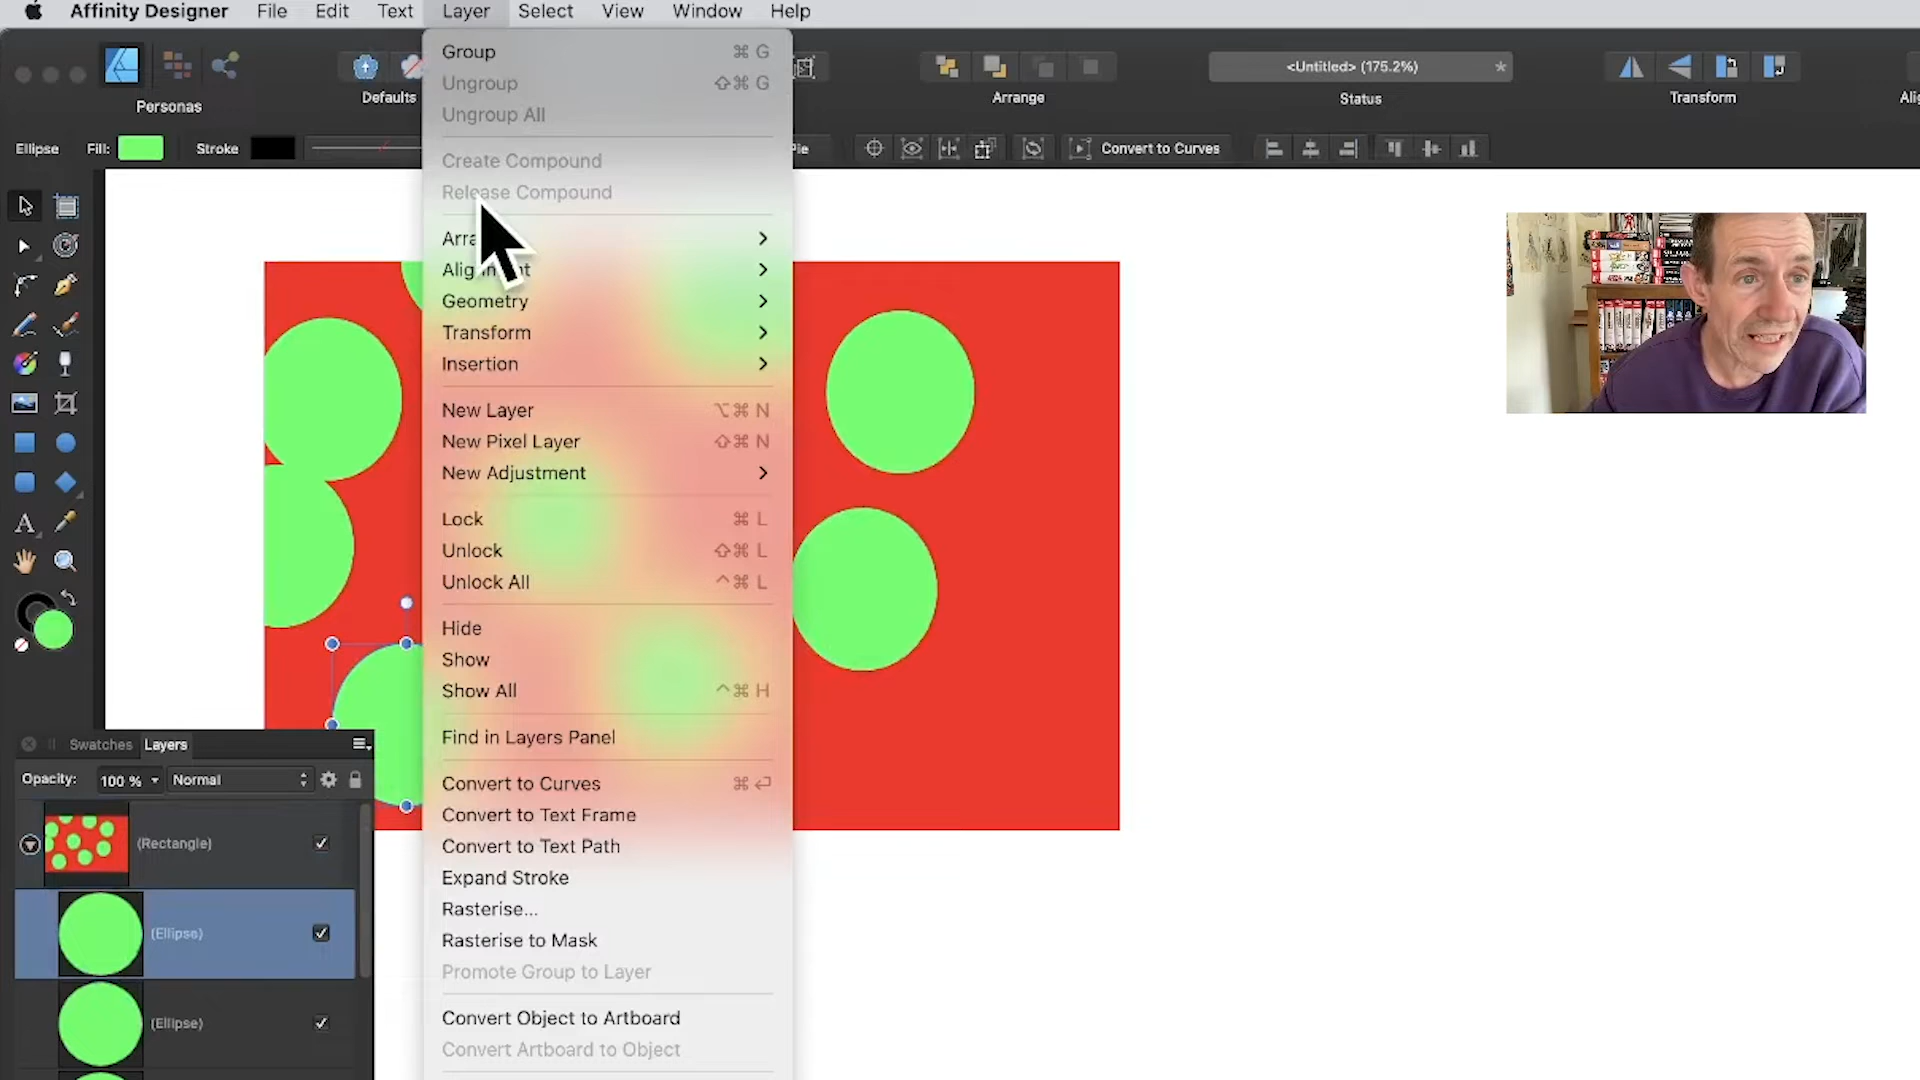 Affinity Designer File Edit Text Layer Select View Window Help
Group ⌘ G
Ungroup ⇧⌘ G
Ungroup All
Create Compound
Release Compound
Alignment
Geometry
Transform
Insertion
New Layer ⌥⌘ N
New Pixel Layer ⇧⌘ N
New Adjustment
Lock ⌘ L
Unlock ⇧⌘ L
Unlock All ^⌘ L
Hide
Show
Show All ^⌘ H
Find in Layers Panel
Convert to Curves ⌘ ↩
Convert to Text Frame
Convert to Text Path
Expand Stroke
Rasterise...
Rasterise to Mask
Promote Group to Layer
Convert Object to Artboard
Convert Artboard to Object
Personas
Defaults
Arrange
<Untitled> (175.2%) *
Status
Transform
Ellipse Fill: Stroke
Pie
Convert to Curves
Swatches Layers
Opacity: 100 % Normal
(Rectangle)
(Ellipse)
(Ellipse)